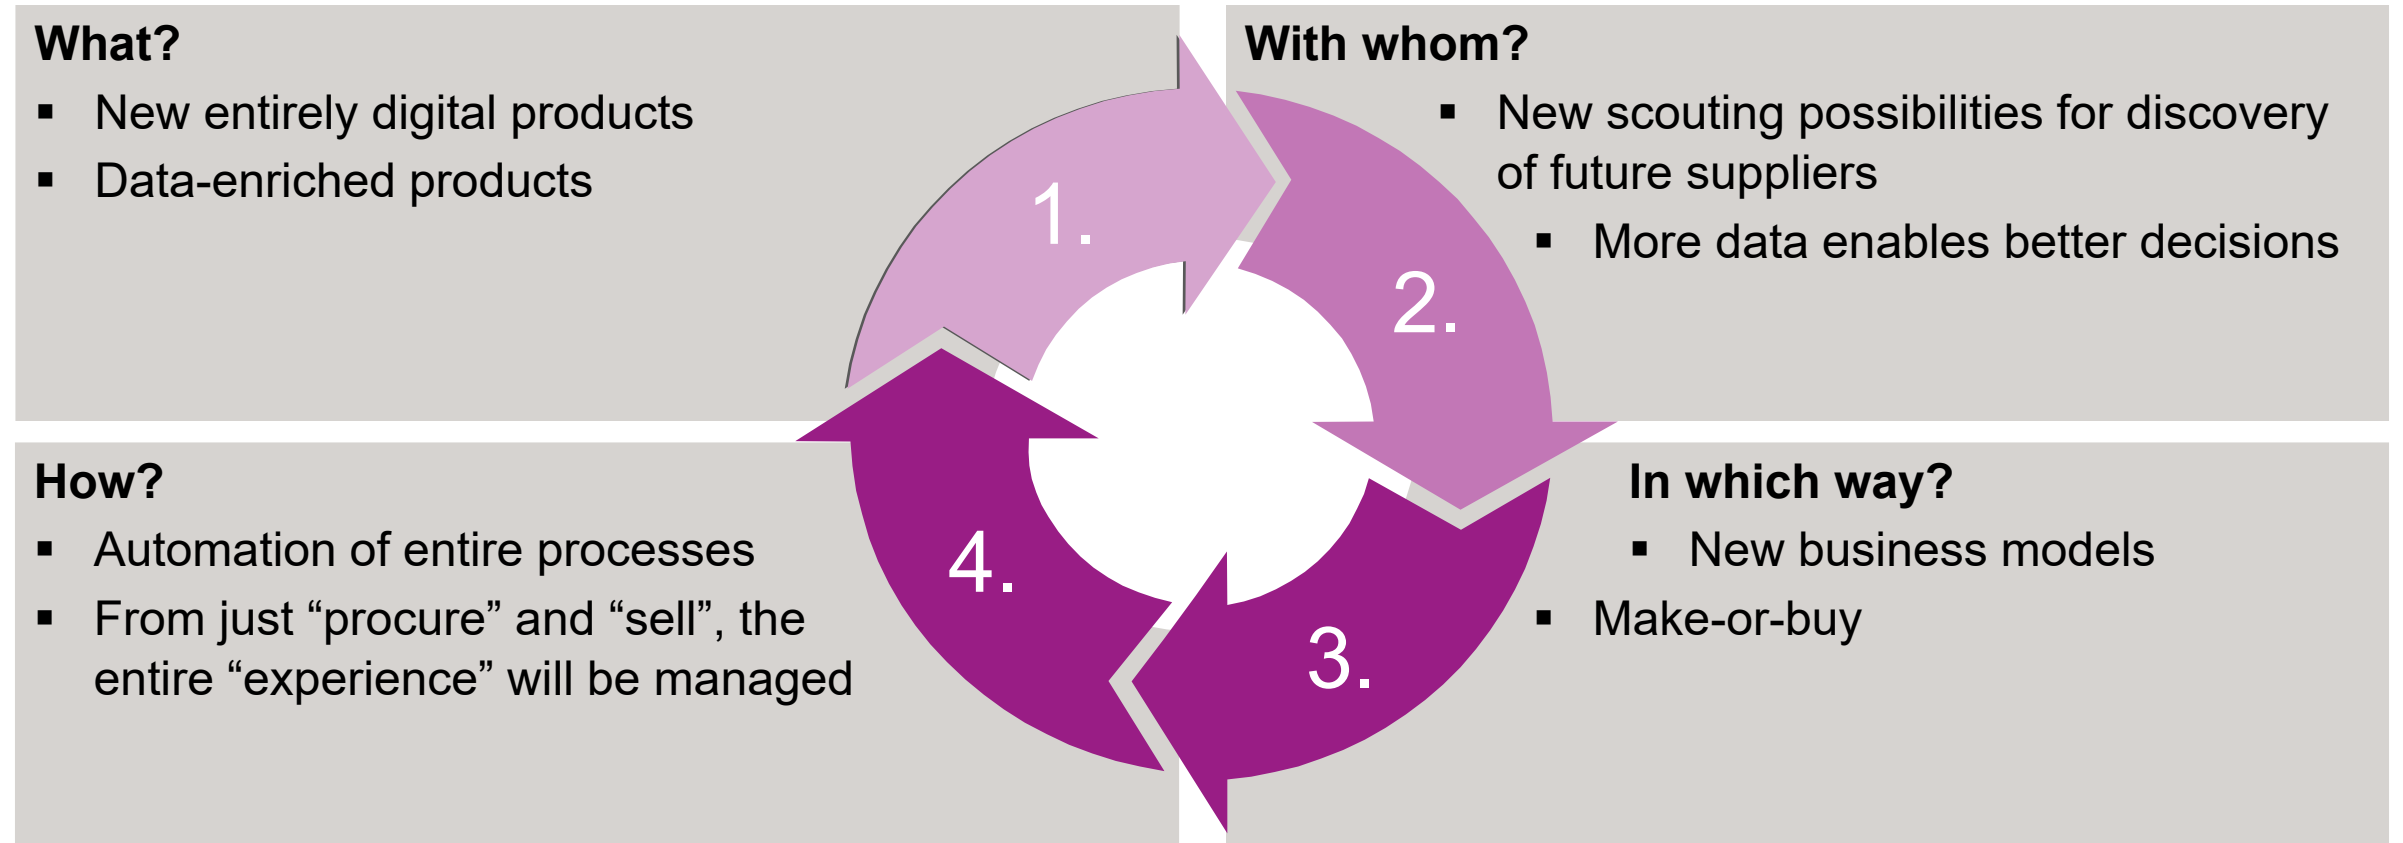 What?
▪ New entirely digital products
▪ Data-enriched products
1.
With whom?
▪ New scouting possibilities for discovery
of future suppliers
▪ More data enables better decisions
2.
In which way?
▪ New business models
▪ Make-or-buy
3.
How?
▪ Automation of entire processes
▪ From just “procure” and “sell”, the
entire “experience” will be managed
4.